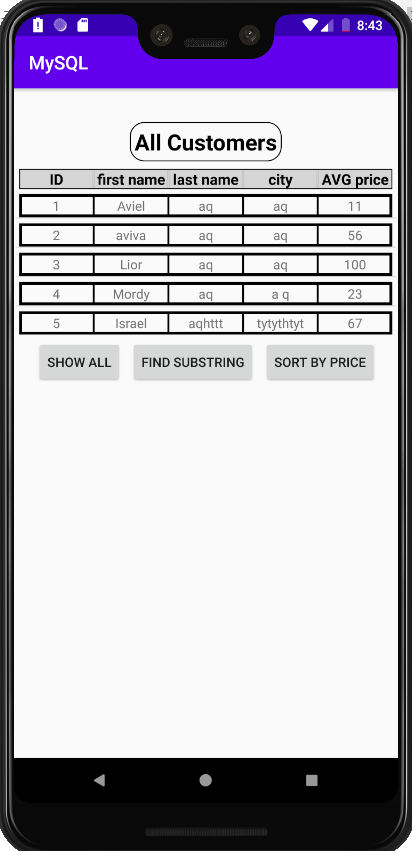 8:43
MySQL
All Customers
ID first name last name city AVG price
1 Aviel aq aq 11
2 aviva aq aq 56
3 Lior aq aq 100
4 Mordy aq a q 23
5 Israel aqhttt tytythtyt 67
SHOW ALL FIND SUBSTRING SORT BY PRICE